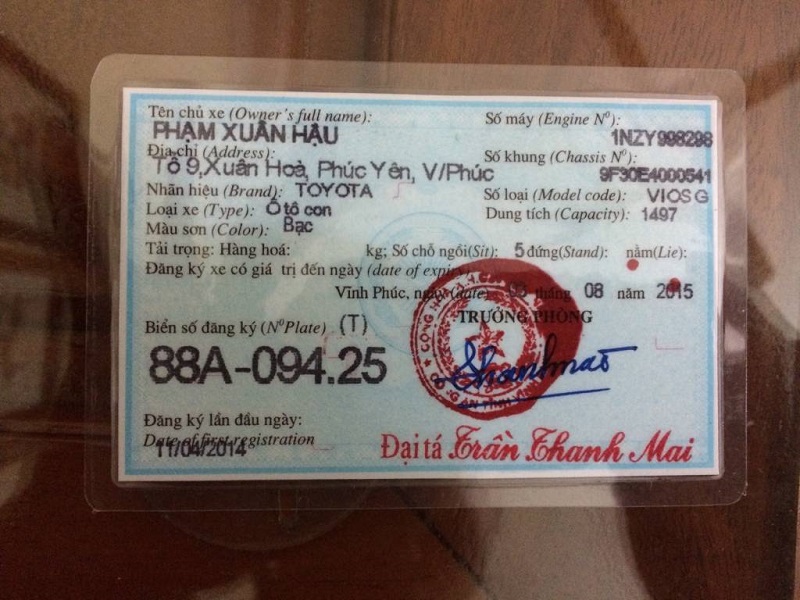 Tên chủ xe (Owner's full name):
PHẠM XUÂN HẬU
Địa chỉ (Address):
Tổ 9,Xuân Hoà, Phúc Yên, V/Phúc
Nhãn hiệu (Brand): TOYOTA
Loại xe (Type): Ô tô con
Màu sơn (Color): Bạc
Số máy (Engine Nº):
1NZY998298
Số khung (Chassis Nº):
9F30E4000541
Số loại (Model code): VIOS G
Dung tích (Capacity): 1497
Tải trọng: Hàng hoá: kg; Số chỗ ngồi(Sit): 5 đứng(Stand): nằm(Lie):
Đăng ký xe có giá trị đến ngày (date of expiry
Vĩnh Phúc, ngày (date) 03 tháng 08 năm 2015
TRƯỞNG PHÒNG
Biển số đăng ký (NºPlate) (T)
88A-094.25
Đăng ký lần đầu ngày:
Date of first registration
11/04/2014
Đại tá Trần Thanh Mai